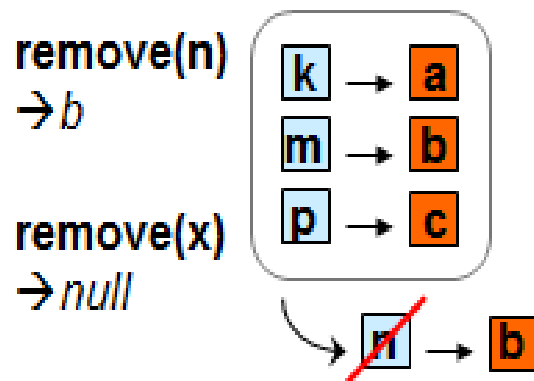 remove(n)
→b
remove(x)
→null
k → a
m → b
p → c
n → b